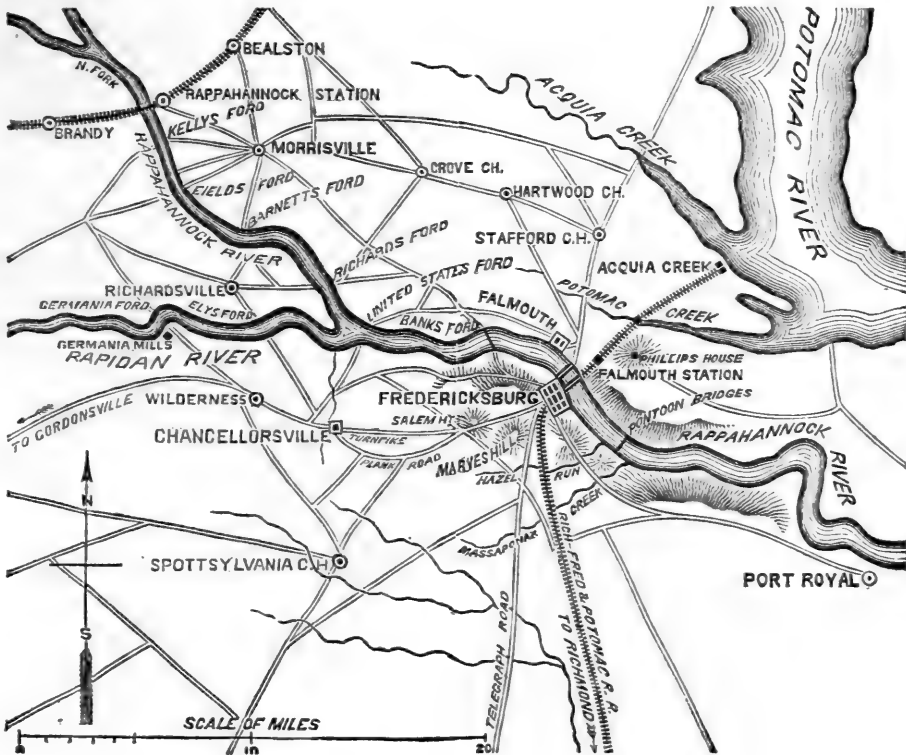 BEALSTON
N. FORK
RAPPAHANNOCK STATION
BRANDY
KELLYS FORD
MORRISVILLE
RAPPAHANNOCK RIVER
FIELDS FORD
BARNETTS FORD
GROVE CH.
HARTWOOD CH.
STAFFORD C.H.
ACQUIA CREEK
POTOMAC RIVER
ACQUIA CREEK
RICHARDS FORD
RICHARDSVILLE
UNITED STATES FORD
POTOMAC CREEK
GERMANIA FORD
ELYS FORD
BANKS FORD
FALMOUTH
GERMANIA MILLS
RAPIDAN RIVER
PHILLIPS HOUSE
FALMOUTH STATION
WILDERNESS
FREDERICKSBURG
PONTOON BRIDGES
TO GORDONSVILLE
SALEM HT.
CHANCELLORSVILLE
TURNPIKE
RAPPAHANNOCK RIVER
PLANK ROAD
MARYES HILL
HAZEL RUN
MASSAPONAX CREEK
N
SPOTTSYLVANIA C.H.
PORT ROYAL
S
TELEGRAPH ROAD
RICH. FRED & POTOMAC R. R.
TO RICHMOND
SCALE OF MILES
0 10 20